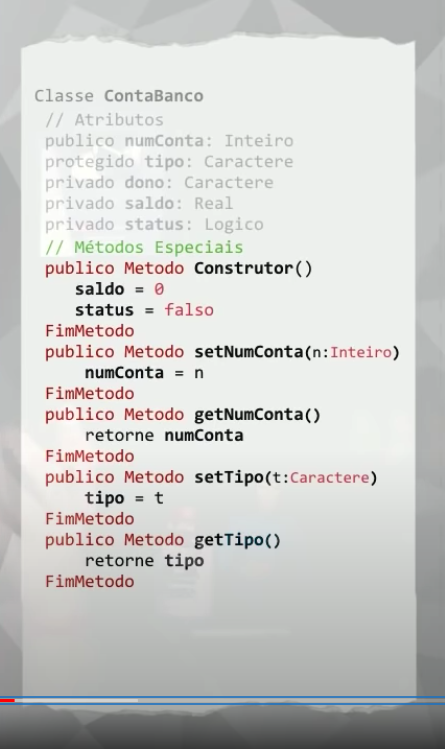 Classe ContaBanco
// Atributos
publico numConta: Inteiro
protegido tipo: Caractere
privado dono: Caractere
privado saldo: Real
privado status: Logico
// Métodos Especiais
publico Metodo Construtor()
saldo = 0
status = falso
FimMetodo
publico Metodo setNumConta(n:Inteiro)
numConta = n
FimMetodo
publico Metodo getNumConta()
retorne numConta
FimMetodo
publico Metodo setTipo(t:Caractere)
tipo = t
FimMetodo
publico Metodo getTipo()
retorne tipo
FimMetodo